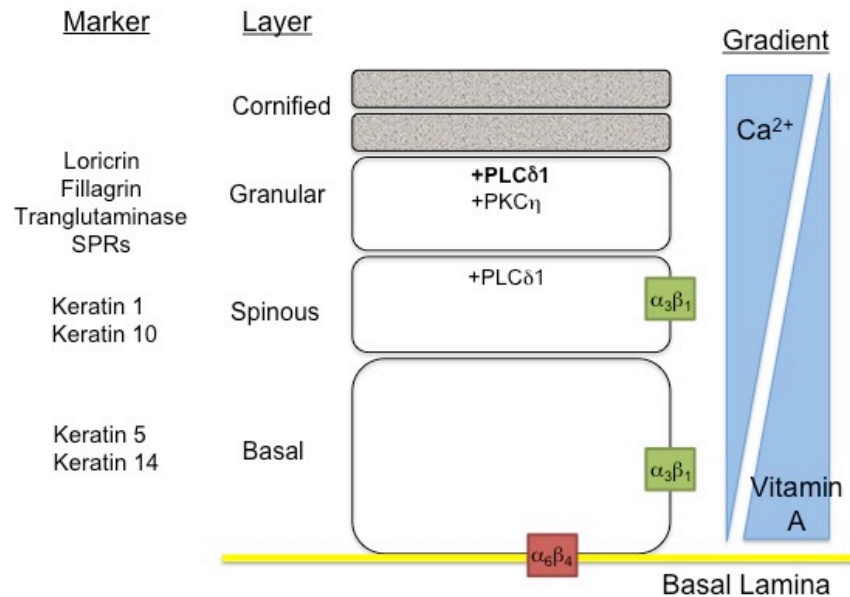 Marker
Layer
Gradient
Cornified
Ca²⁺
Loricrin
Fillagrin
Tranglutaminase
SPRs
Granular
+PLCδ1
+PKCη
Keratin 1
Keratin 10
Spinous
+PLCδ1
α₃β₁
Keratin 5
Keratin 14
Basal
α₃β₁
Vitamin
A
α₆β₄
Basal Lamina